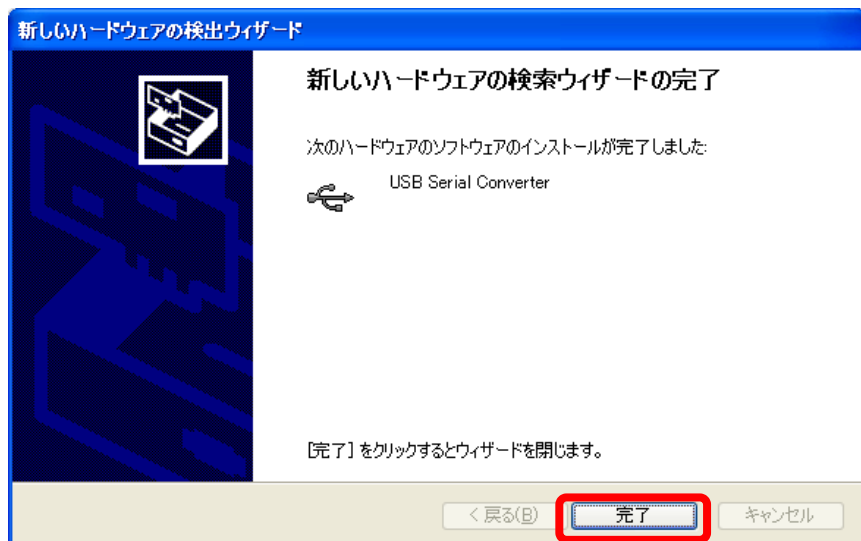 新しいハードウェアの検出ウィザード
新しいハードウェアの検索ウィザードの完了
次のハードウェアのソフトウェアのインストールが完了しました:
USB Serial Converter
[完了] をクリックするとウィザードを閉じます。
< 戻る(B) 完了 キャンセル